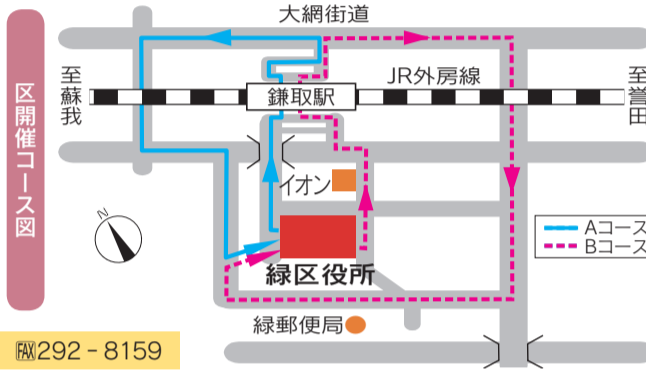 区開催コース図
大網街道
至蘇我
鎌取駅
JR外房線
至誉田
イオン
N
Aコース
Bコース
緑区役所
緑郵便局
FAX292-8159